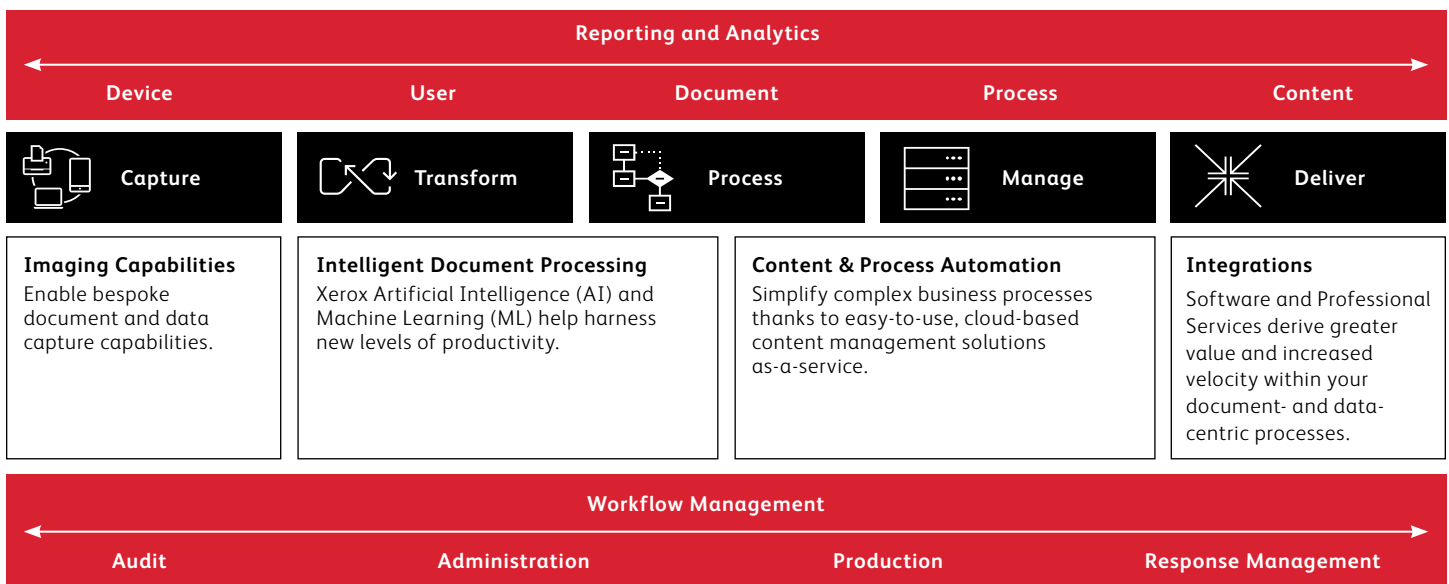 Reporting and Analytics
Device User Document Process Content
Capture Transform Process Manage Deliver
Imaging Capabilities
Enable bespoke
document and data
capture capabilities.
Intelligent Document Processing
Xerox Artificial Intelligence (AI) and
Machine Learning (ML) help harness
new levels of productivity.
Content & Process Automation
Simplify complex business processes
thanks to easy-to-use, cloud-based
content management solutions
as-a-service.
Integrations
Software and Professional
Services derive greater
value and increased
velocity within your
document- and data-
centric processes.
Workflow Management
Audit Administration Production Response Management